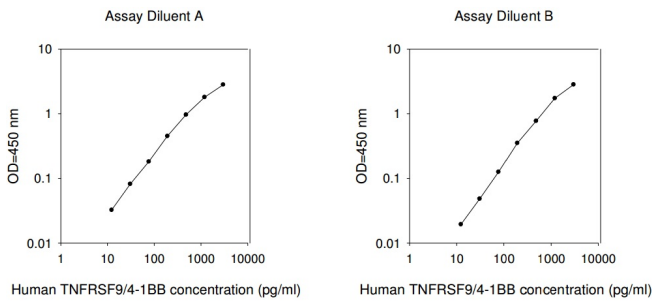 Assay Diluent A
10
1
0.1
0.01
OD=450 nm
1 10 100 1000 10000
Human TNFRSF9/4-1BB concentration (pg/ml)
Assay Diluent B
10
1
0.1
0.01
OD=450 nm
1 10 100 1000 10000
Human TNFRSF9/4-1BB concentration (pg/ml)